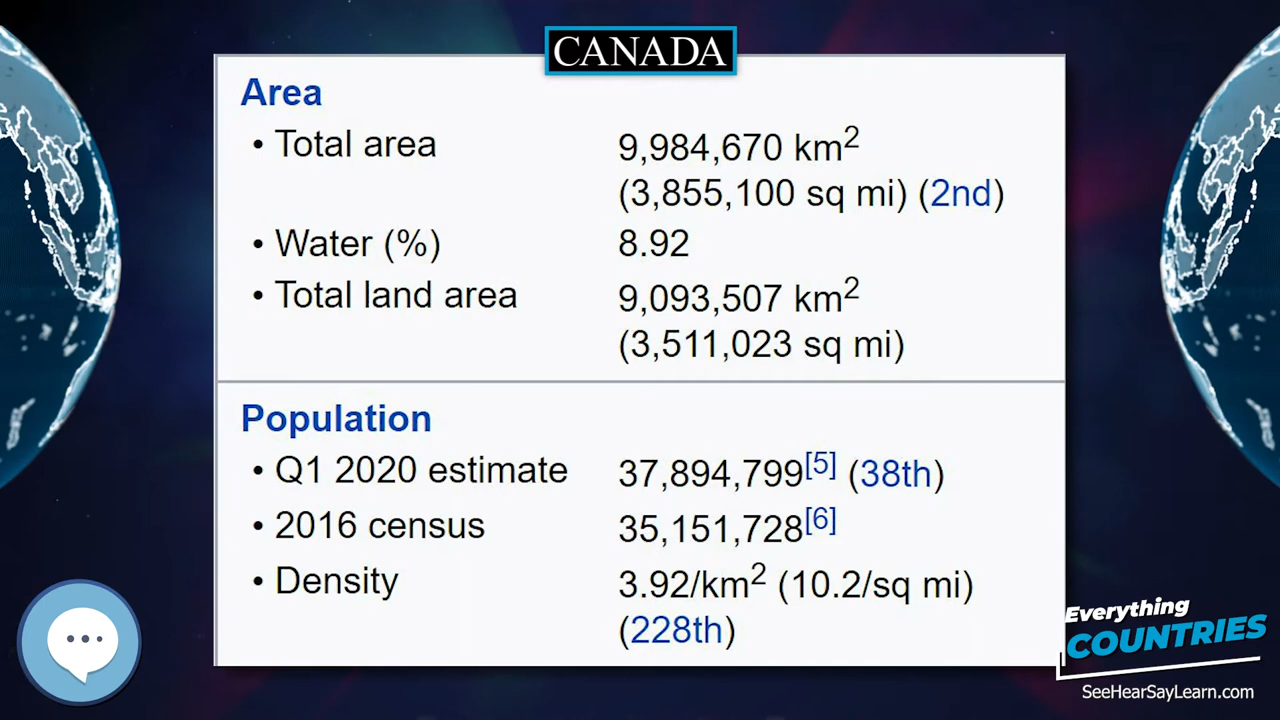 CANADA
Area
• Total area 9,984,670 km²
(3,855,100 sq mi) (2nd)
• Water (%) 8.92
• Total land area 9,093,507 km²
(3,511,023 sq mi)
Population
• Q1 2020 estimate 37,894,799[5] (38th)
• 2016 census 35,151,728[6]
• Density 3.92/km² (10.2/sq mi)
(228th)
Everything
COUNTRIES
SeeHearSayLearn.com